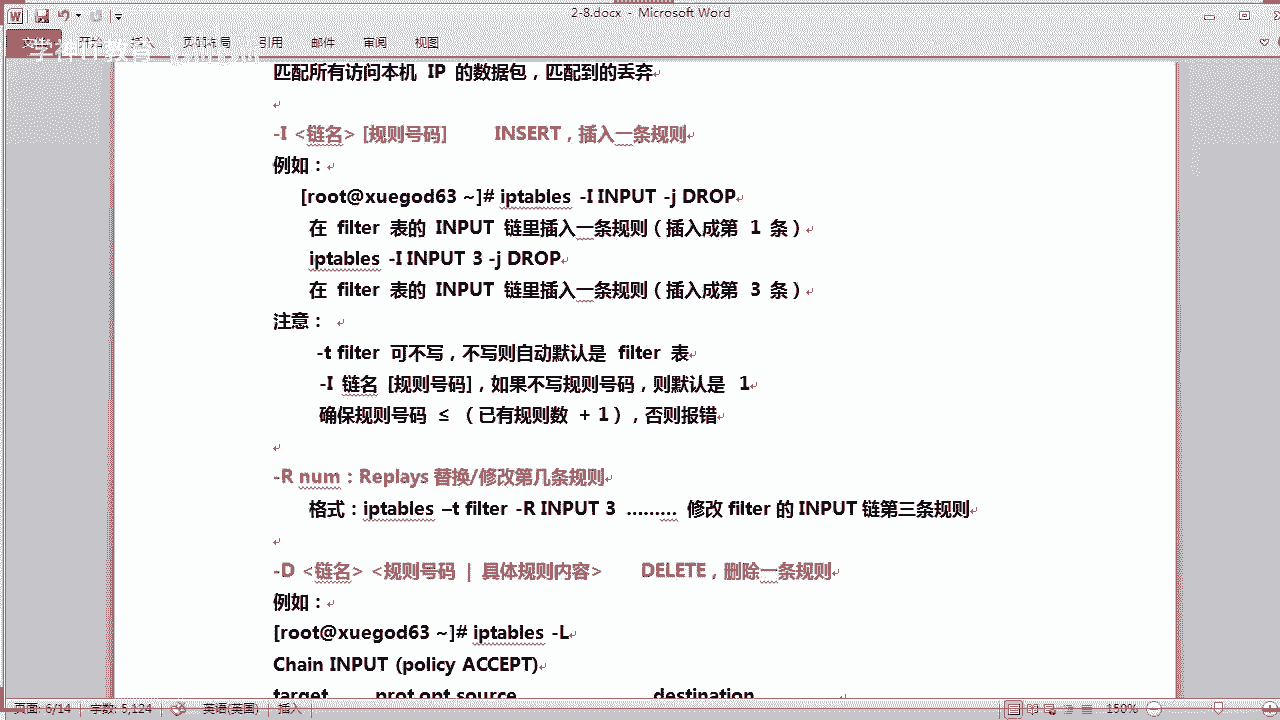 2-8.docx - Microsoft Word
文件 开始 插入 页面布局 引用 邮件 审阅 视图
学神IT教育
匹配所有访问本机 IP 的数据包，匹配到的丢弃
-I <链名> [规则号码] INSERT，插入一条规则
例如：
[root@xuegod63 ~]# iptables -I INPUT -j DROP
在 filter 表的 INPUT 链里插入一条规则（插入成第 1 条）
iptables -I INPUT 3 -j DROP
在 filter 表的 INPUT 链里插入一条规则（插入成第 3 条）
注意：
-t filter 可不写，不写则自动默认是 filter 表
-I 链名 [规则号码]，如果不写规则号码，则默认是 1
确保规则号码 ≤ （已有规则数 + 1），否则报错
-R num：Replays 替换/修改第几条规则
格式：iptables –t filter -R INPUT 3 ……… 修改 filter 的 INPUT 链第三条规则
-D <链名> <规则号码 | 具体规则内容> DELETE，删除一条规则
例如：
[root@xuegod63 ~]# iptables -L
Chain INPUT (policy ACCEPT)
target prot opt source destination
页面: 6/14 字数: 5,124 英语(美国) 插入 150%